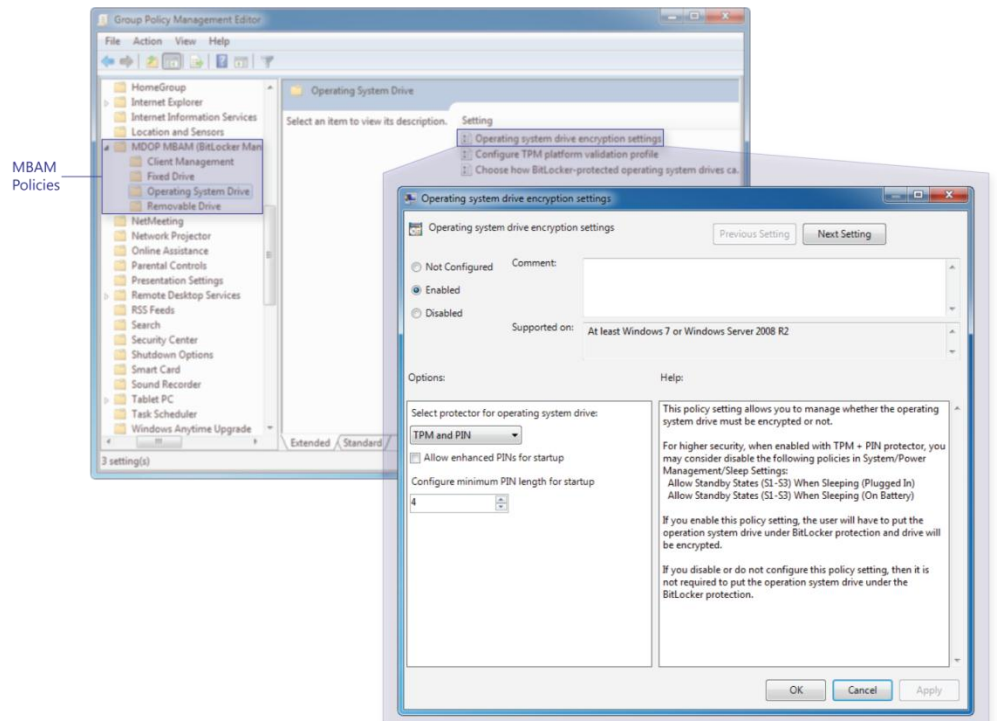 MBAM
Policies
Group Policy Management Editor
File Action View Help
HomeGroup
Internet Explorer
Internet Information Services
Location and Sensors
MDOP MBAM (BitLocker Man
Client Management
Fixed Drive
Operating System Drive
Removable Drive
NetMeeting
Network Projector
Online Assistance
Parental Controls
Presentation Settings
Remote Desktop Services
RSS Feeds
Search
Security Center
Shutdown Options
Smart Card
Sound Recorder
Tablet PC
Task Scheduler
Windows Anytime Upgrade
3 setting(s)
Operating System Drive
Select an item to view its description.
Setting
Operating system drive encryption settings
Configure TPM platform validation profile
Choose how BitLocker-protected operating system drives ca.
Extended Standard
Operating system drive encryption settings
Operating system drive encryption settings
Previous Setting
Next Setting
Not Configured
Enabled
Disabled
Comment:
Supported on:
At least Windows 7 or Windows Server 2008 R2
Options:
Help:
Select protector for operating system drive:
TPM and PIN
Allow enhanced PINs for startup
Configure minimum PIN length for startup
4
This policy setting allows you to manage whether the operating
system drive must be encrypted or not.
For higher security, when enabled with TPM + PIN protector, you
may consider disable the following policies in System/Power
Management/Sleep Settings:
Allow Standby States (S1-S3) When Sleeping (Plugged In)
Allow Standby States (S1-S3) When Sleeping (On Battery)
If you enable this policy setting, the user will have to put the
operation system drive under BitLocker protection and drive will
be encrypted.
If you disable or do not configure this policy setting, then it is
not required to put the operation system drive under the
BitLocker protection.
OK
Cancel
Apply